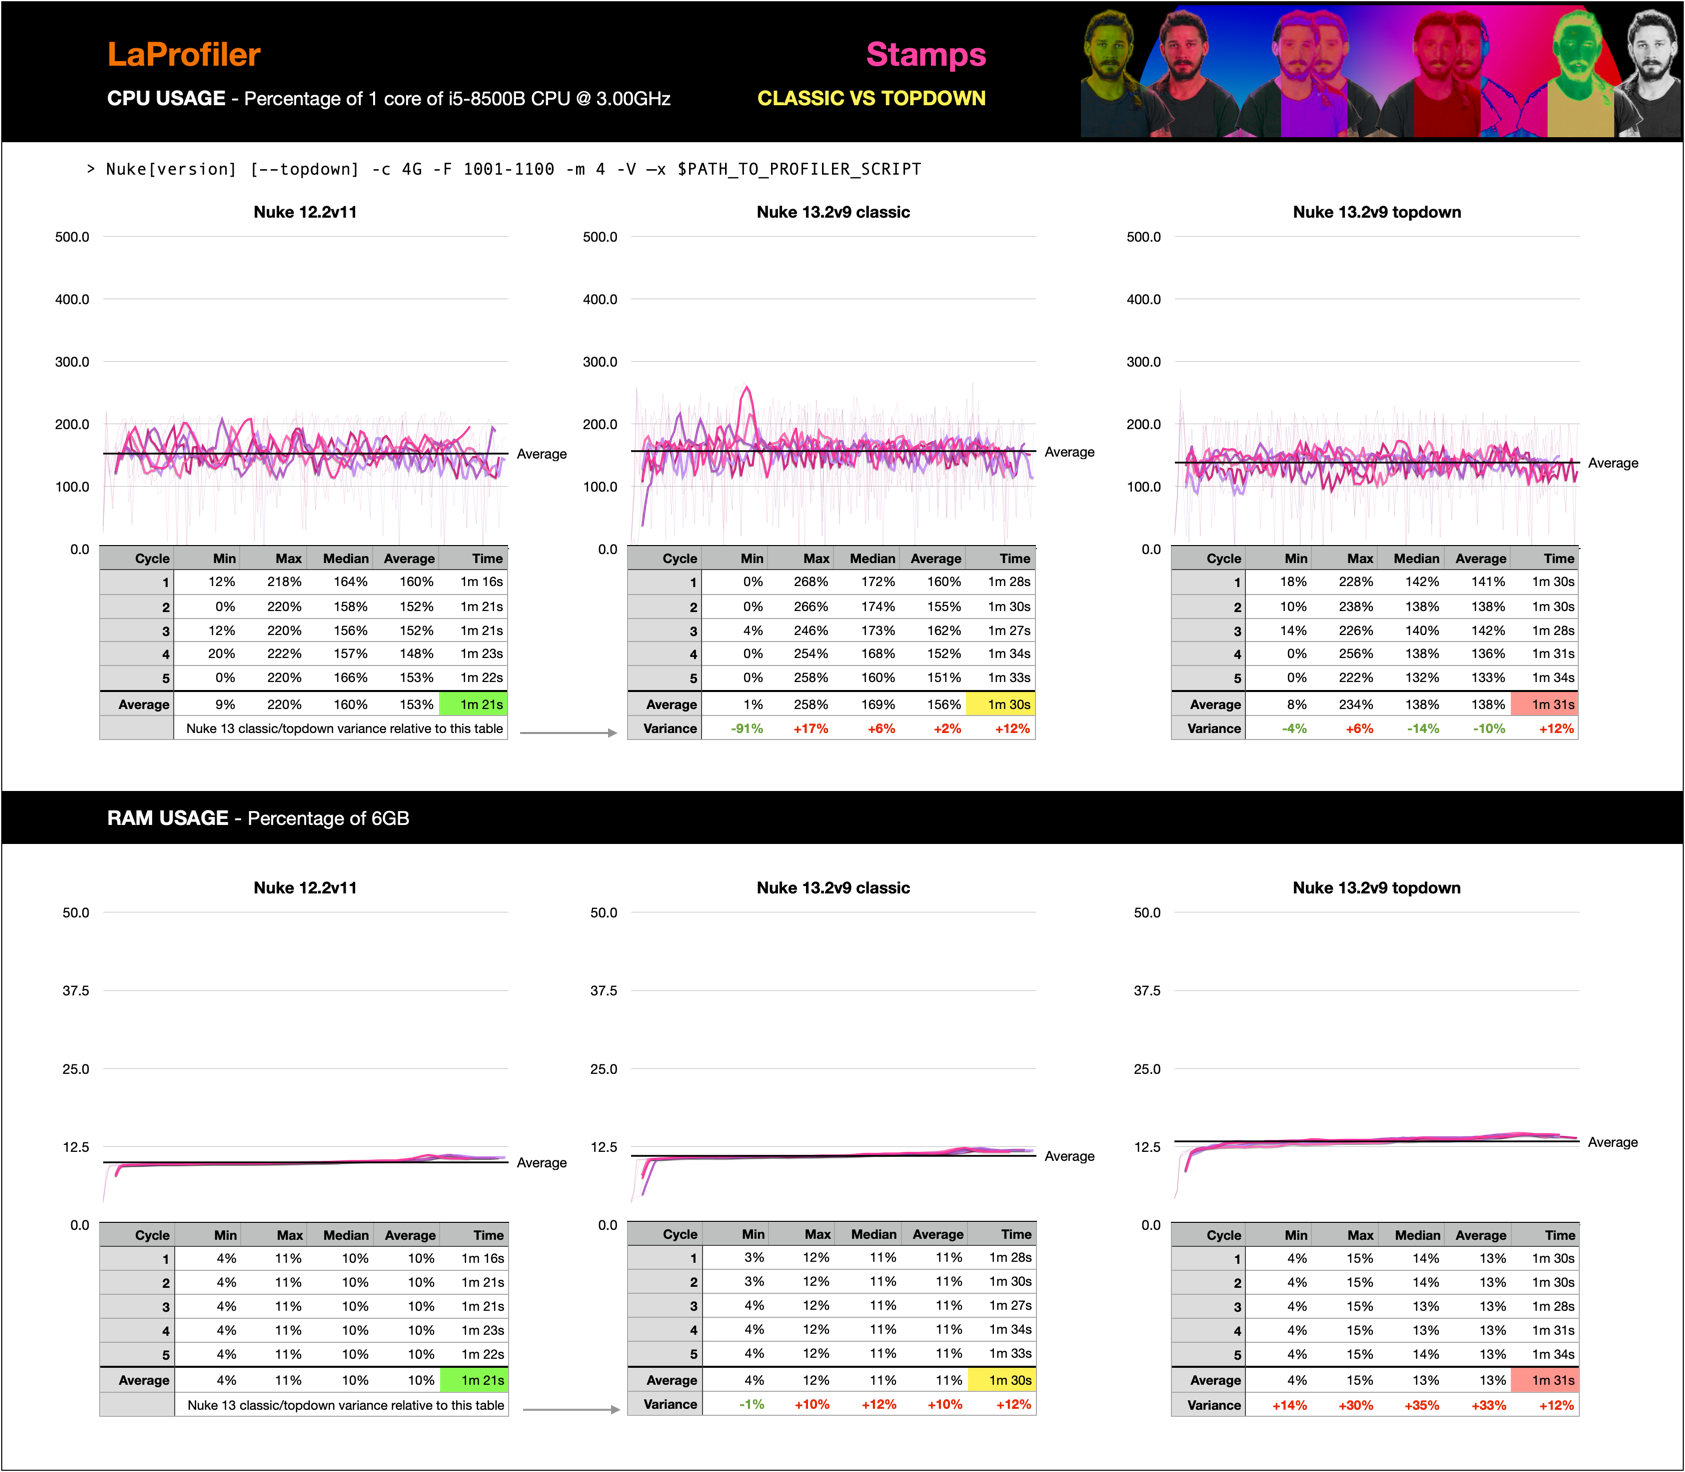 LaProfiler
Stamps
CPU USAGE - Percentage of 1 core of i5-8500B CPU @ 3.00GHz
CLASSIC VS TOPDOWN
> Nuke[version] [--topdown] -c 4G -F 1001-1100 -m 4 -V —x $PATH_TO_PROFILER_SCRIPT
Nuke 12.2v11
500.0
400.0
300.0
200.0
100.0
0.0
Average
Cycle Min Max Median Average Time
1 12% 218% 164% 160% 1m 16s
2 0% 220% 158% 152% 1m 21s
3 12% 220% 156% 152% 1m 21s
4 20% 222% 157% 148% 1m 23s
5 0% 220% 166% 153% 1m 22s
Average 9% 220% 160% 153% 1m 21s
Nuke 13 classic/topdown variance relative to this table
Nuke 13.2v9 classic
500.0
400.0
300.0
200.0
100.0
0.0
Average
Cycle Min Max Median Average Time
1 0% 268% 172% 160% 1m 28s
2 0% 266% 174% 155% 1m 30s
3 4% 246% 173% 162% 1m 27s
4 0% 254% 168% 152% 1m 34s
5 0% 258% 160% 151% 1m 33s
Average 1% 258% 169% 156% 1m 30s
Variance -91% +17% +6% +2% +12%
Nuke 13.2v9 topdown
500.0
400.0
300.0
200.0
100.0
0.0
Average
Cycle Min Max Median Average Time
1 18% 228% 142% 141% 1m 30s
2 10% 238% 138% 138% 1m 30s
3 14% 226% 140% 142% 1m 28s
4 0% 256% 138% 136% 1m 31s
5 0% 222% 132% 133% 1m 34s
Average 8% 234% 138% 138% 1m 31s
Variance -4% +6% -14% -10% +12%
RAM USAGE - Percentage of 6GB
Nuke 12.2v11
50.0
37.5
25.0
12.5
0.0
Average
Cycle Min Max Median Average Time
1 4% 11% 10% 10% 1m 16s
2 4% 11% 10% 10% 1m 21s
3 4% 11% 10% 10% 1m 21s
4 4% 11% 10% 10% 1m 23s
5 4% 11% 10% 10% 1m 22s
Average 4% 11% 10% 10% 1m 21s
Nuke 13 classic/topdown variance relative to this table
Nuke 13.2v9 classic
50.0
37.5
25.0
12.5
0.0
Average
Cycle Min Max Median Average Time
1 3% 12% 11% 11% 1m 28s
2 3% 12% 11% 11% 1m 30s
3 4% 12% 11% 11% 1m 27s
4 4% 12% 11% 11% 1m 34s
5 4% 12% 11% 11% 1m 33s
Average 4% 12% 11% 11% 1m 30s
Variance -1% +10% +12% +10% +12%
Nuke 13.2v9 topdown
50.0
37.5
25.0
12.5
0.0
Average
Cycle Min Max Median Average Time
1 4% 15% 14% 13% 1m 30s
2 4% 15% 14% 13% 1m 30s
3 4% 15% 13% 13% 1m 28s
4 4% 15% 13% 13% 1m 31s
5 4% 15% 14% 13% 1m 34s
Average 4% 15% 13% 13% 1m 31s
Variance +14% +30% +35% +33% +12%